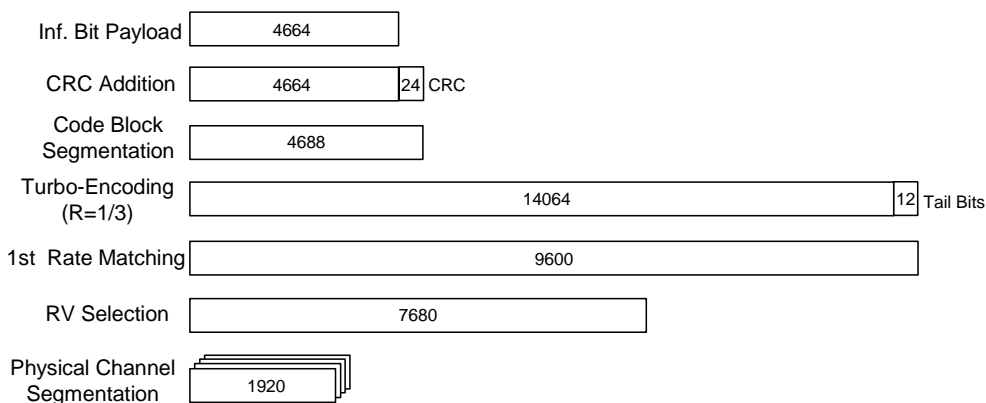 Inf. Bit Payload
4664
CRC Addition
4664
24
CRC
Code Block
Segmentation
4688
Turbo-Encoding
(R=1/3)
14064
12
Tail Bits
1st Rate Matching
9600
RV Selection
7680
Physical Channel
Segmentation
1920